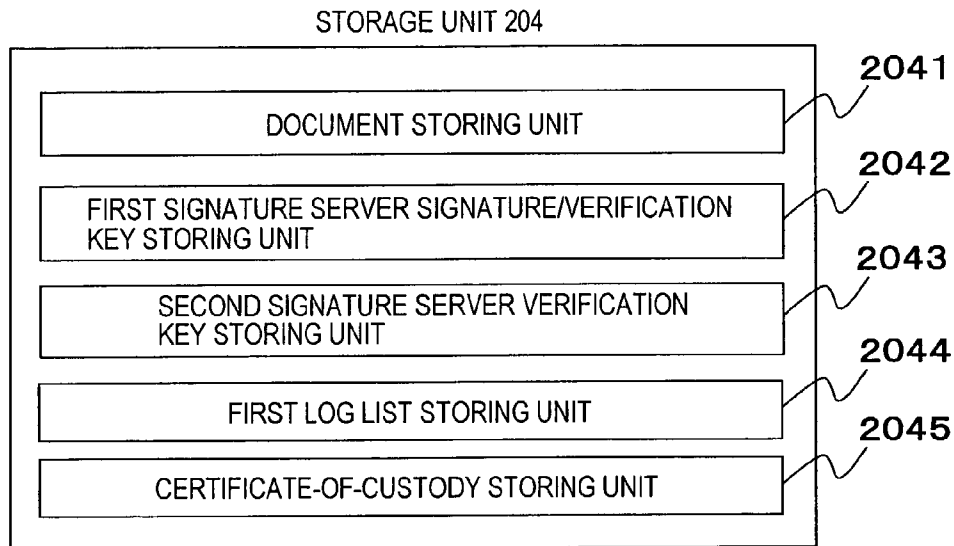 STORAGE UNIT 204
2041
DOCUMENT STORING UNIT
2042
FIRST SIGNATURE SERVER SIGNATURE/VERIFICATION
KEY STORING UNIT
2043
SECOND SIGNATURE SERVER VERIFICATION
KEY STORING UNIT
2044
FIRST LOG LIST STORING UNIT
2045
CERTIFICATE-OF-CUSTODY STORING UNIT